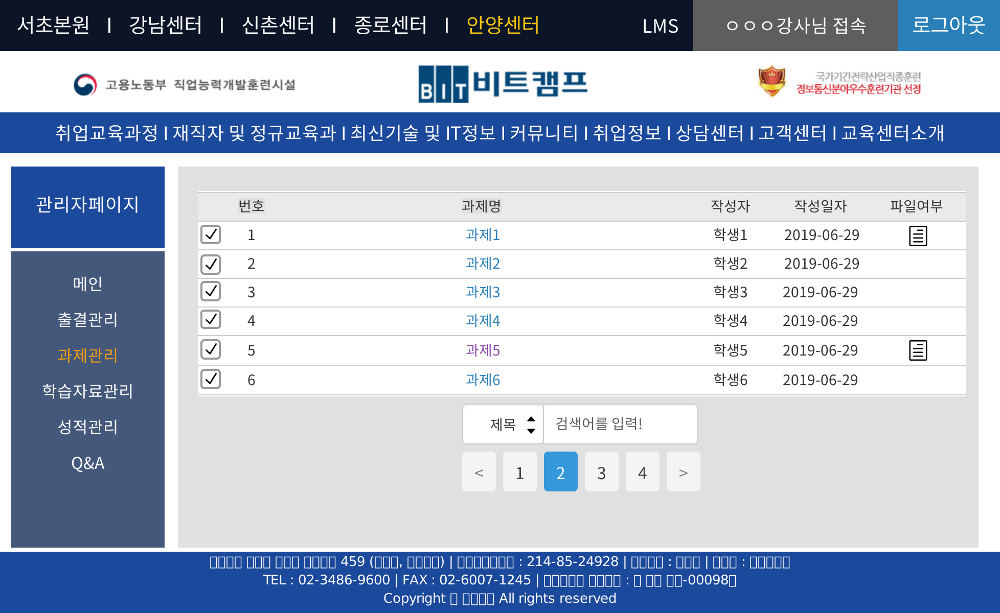 서초본원 I 강남센터 I 신촌센터 I 종로센터 I 안양센터 LMS ㅇㅇㅇ강사님 접속 로그아웃
고용노동부 직업능력개발훈련시설
BIT비트캠프
국가기간전략산업직종훈련
정보통신분야우수훈련기관 선정
취업교육과정 I 재직자 및 정규교육과 I 최신기술 및 IT정보 I 커뮤니티 I 취업정보 I 상담센터 I 고객센터 I 교육센터소개
관리자페이지
메인
출결관리
과제관리
학습자료관리
성적관리
Q&A
번호 과제명 작성자 작성일자 파일여부
1 과제1 학생1 2019-06-29
2 과제2 학생2 2019-06-29
3 과제3 학생3 2019-06-29
4 과제4 학생4 2019-06-29
5 과제5 학생5 2019-06-29
6 과제6 학생6 2019-06-29
제목 검색어를 입력!
< 1 2 3 4 >
459 ( , ) | : 214-85-24928 | : | :
TEL : 02-3486-9600 | FAX : 02-6007-1245 | : -00098
Copyright All rights reserved